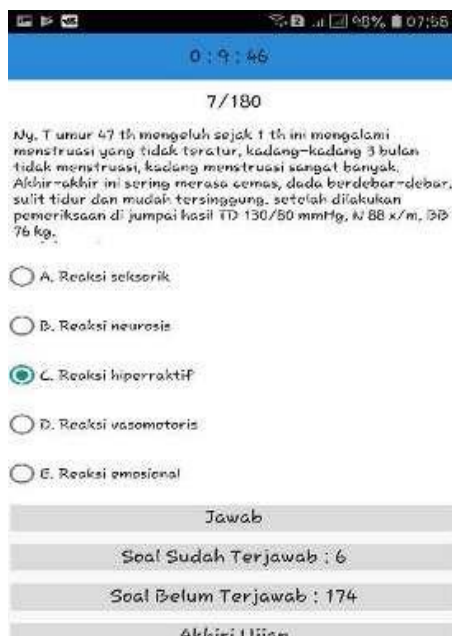 98% 07:55
0 : 9 : 46
7/180
Ny. T umur 47 th mengeluh sejak 1 th ini mengalami
menstruasi yang tidak teratur, kadang-kadang 3 bulan
tidak menstruasi, kadang menstruasi sangat banyak.
Akhir-akhir ini sering merasa cemas, dada berdebar-debar,
sulit tidur dan mudah tersinggung. setelah dilakukan
pemeriksaan di jumpai hasil TD 130/80 mmHg, N 88 x/m, BB
76 kg.
A. Reaksi seksorik
B. Reaksi neurosis
C. Reaksi hiperraktif
D. Reaksi vasomotoris
E. Reaksi emosional
Jawab
Soal Sudah Terjawab : 6
Soal Belum Terjawab : 174
Akhiri Ujian